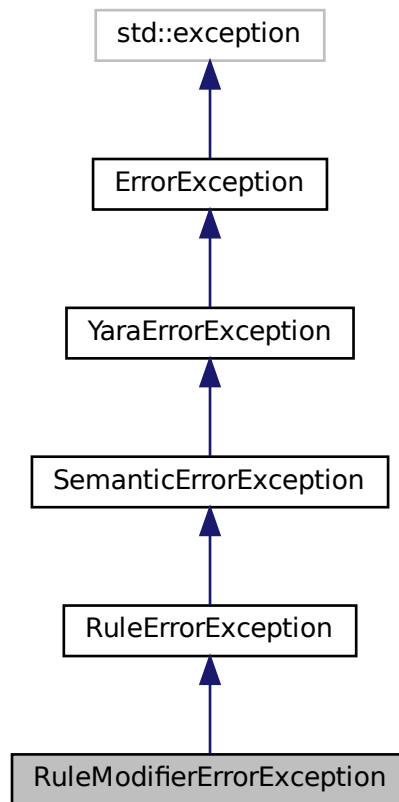 std::exception
ErrorException
YaraErrorException
SemanticErrorException
RuleErrorException
RuleModifierErrorException